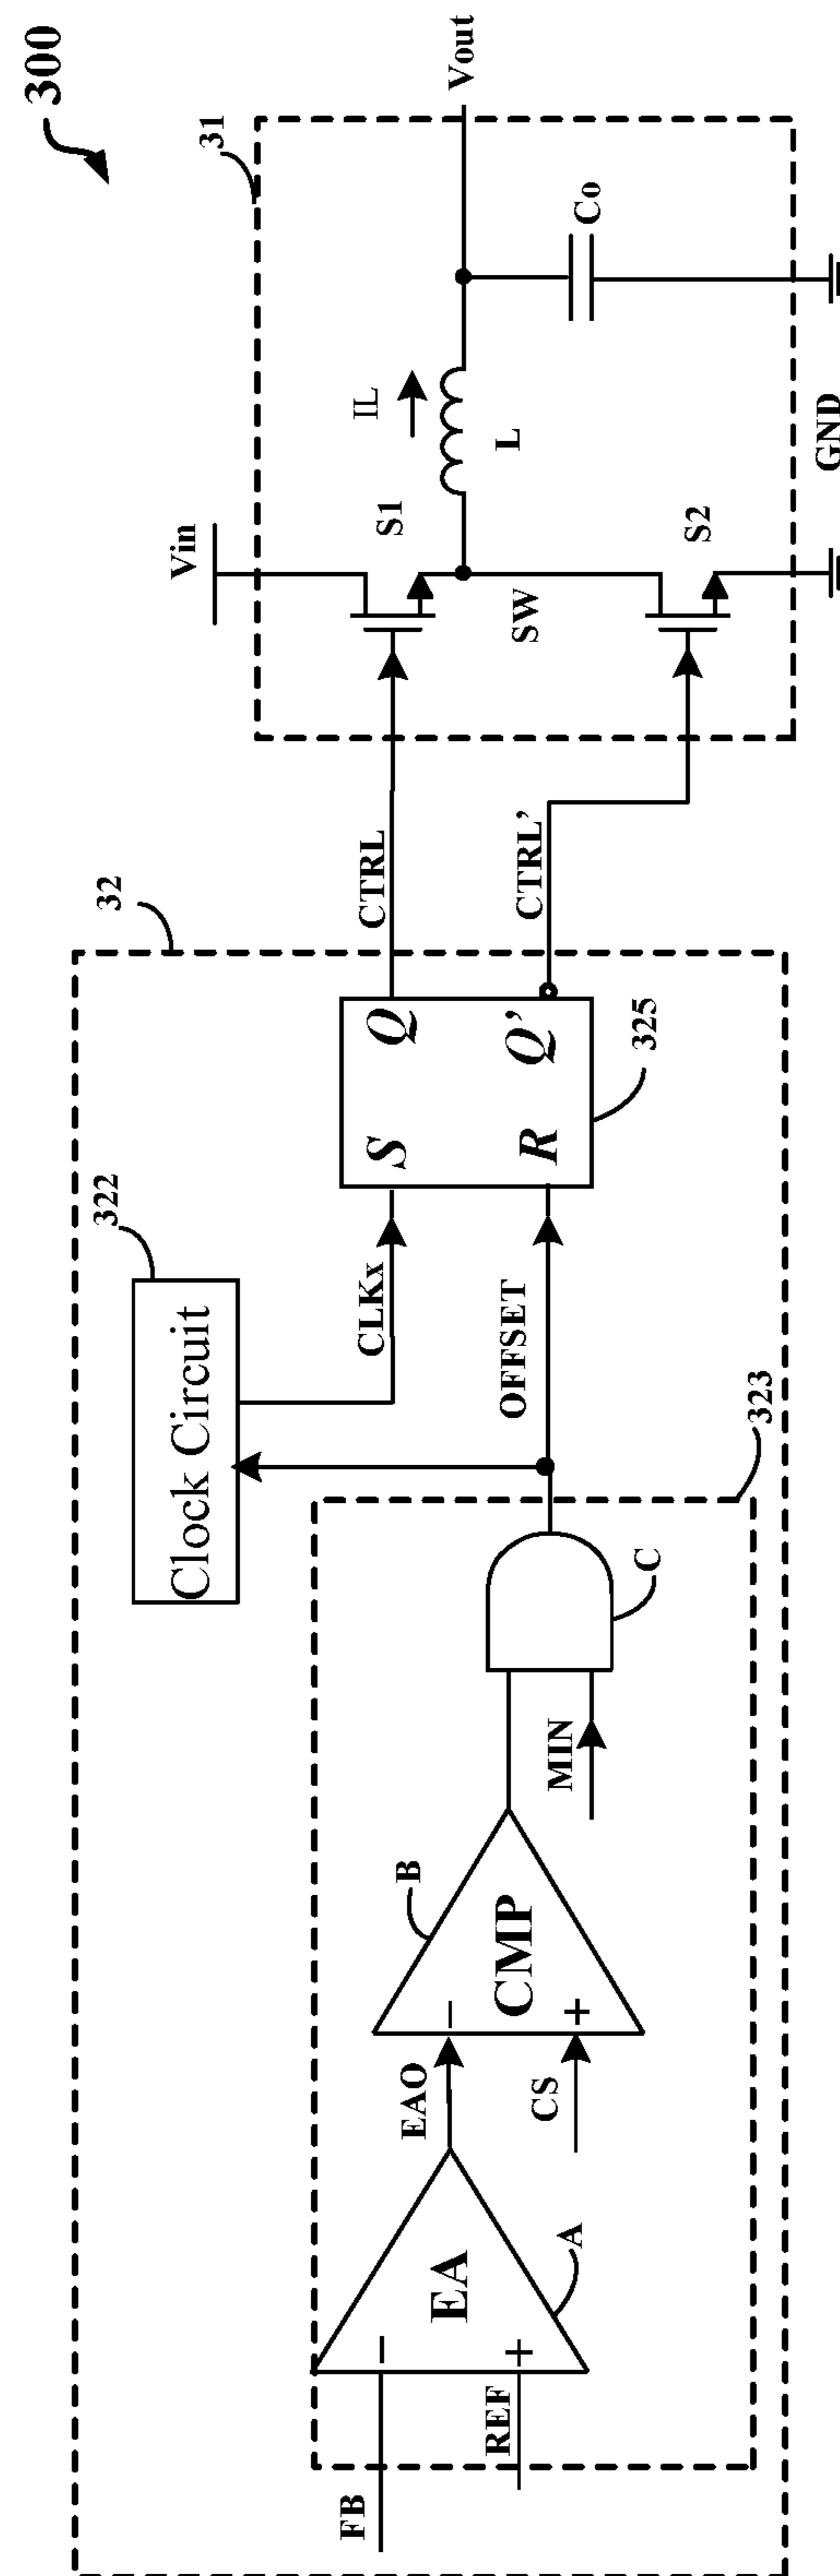 300
31
Vin
S1
IL
L
Vout
Co
SW
S2
GND
32
CTRL
CTRL’
322
Clock Circuit
CLKx
S
Q
R
Q’
325
OFFSET
323
FB
REF
−
+
EA
A
EAO
CS
−
+
CMP
B
MIN
C